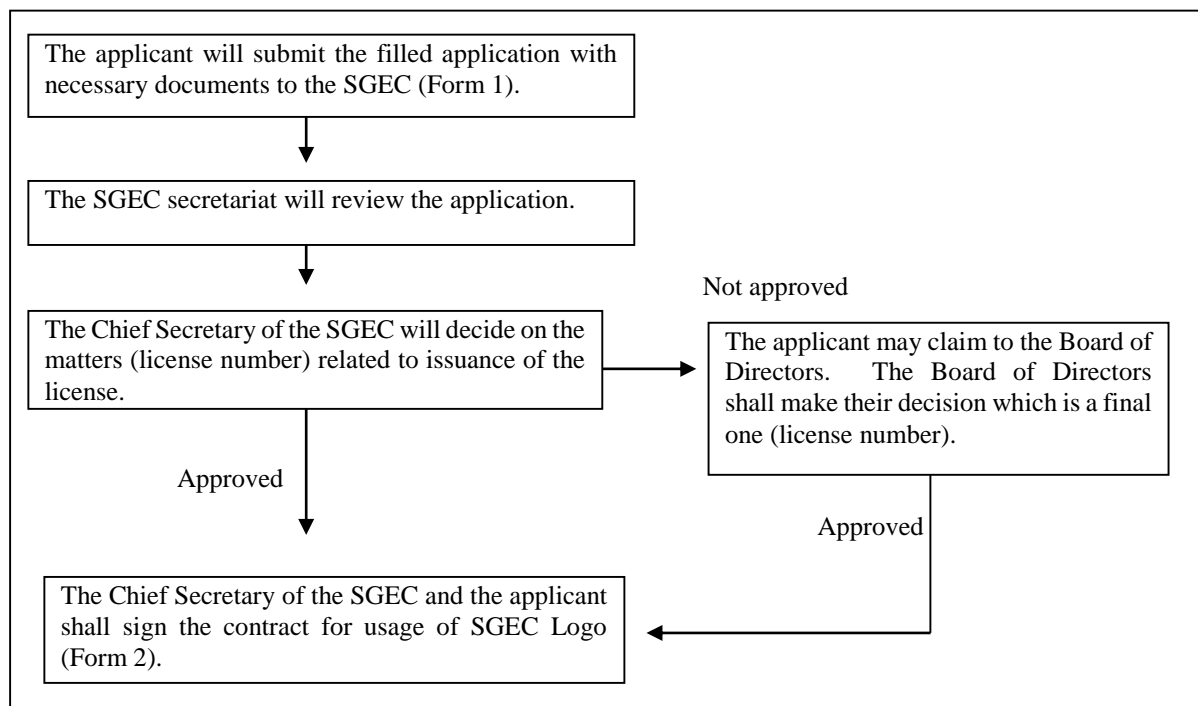 The applicant will submit the filled application with
necessary documents to the SGEC (Form 1).
The SGEC secretariat will review the application.
The Chief Secretary of the SGEC will decide on the
matters (license number) related to issuance of the
license.
Not approved
The applicant may claim to the Board of
Directors. The Board of Directors
shall make their decision which is a final
one (license number).
Approved
Approved
The Chief Secretary of the SGEC and the applicant
shall sign the contract for usage of SGEC Logo
(Form 2).